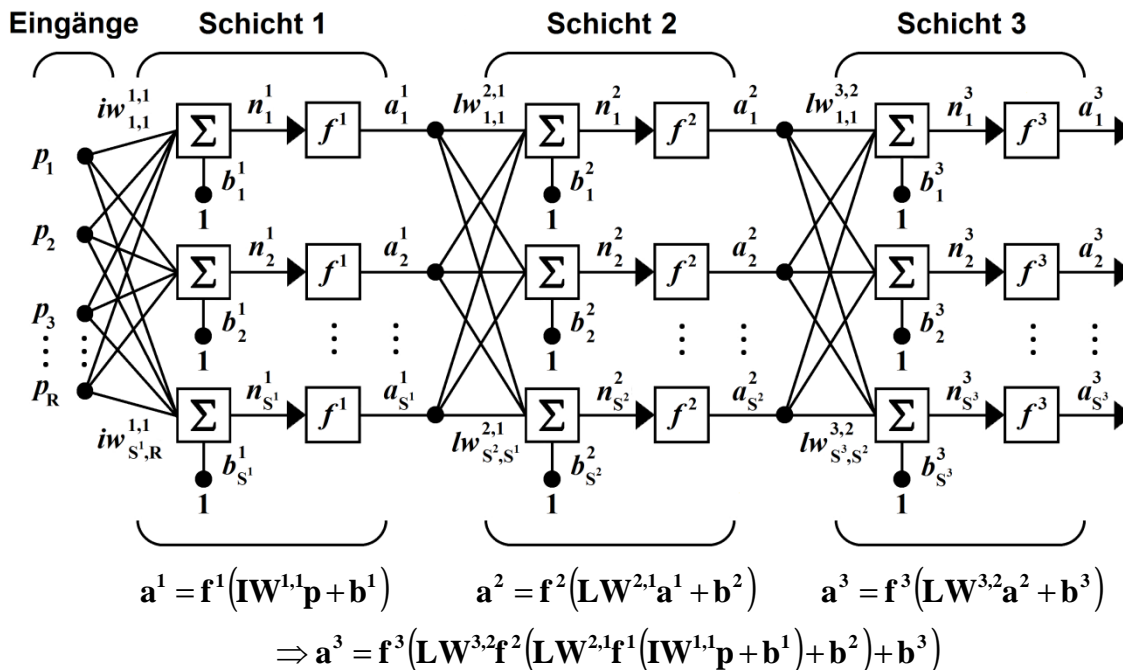 Eingänge Schicht 1 Schicht 2 Schicht 3
iw^{1,1}_{1,1} n^1_1 a^1_1 lw^{2,1}_{1,1} n^2_1 a^2_1 lw^{3,2}_{1,1} n^3_1 a^3_1
Σ f^1 Σ f^2 Σ f^3
p_1
b^1_1 b^2_1 b^3_1
1 1 1
p_2 n^1_2 a^1_2 n^2_2 a^2_2 n^3_2 a^3_2
Σ f^1 Σ f^2 Σ f^3
p_3 b^1_2 b^2_2 b^3_2
⋮ ⋮ ⋮ ⋮ ⋮ ⋮ ⋮ ⋮
1 1 1
p_R n^1_{S^1} a^1_{S^1} n^2_{S^2} a^2_{S^2} n^3_{S^3} a^3_{S^3}
Σ f^1 Σ f^2 Σ f^3
iw^{1,1}_{S^1,R} lw^{2,1}_{S^2,S^1} lw^{3,2}_{S^3,S^2}
b^1_{S^1} b^2_{S^2} b^3_{S^3}
1 1 1
a^1 = f^1(IW^{1,1}p + b^1) a^2 = f^2(LW^{2,1}a^1 + b^2) a^3 = f^3(LW^{3,2}a^2 + b^3)
⇒ a^3 = f^3(LW^{3,2}f^2(LW^{2,1}f^1(IW^{1,1}p + b^1) + b^2) + b^3)